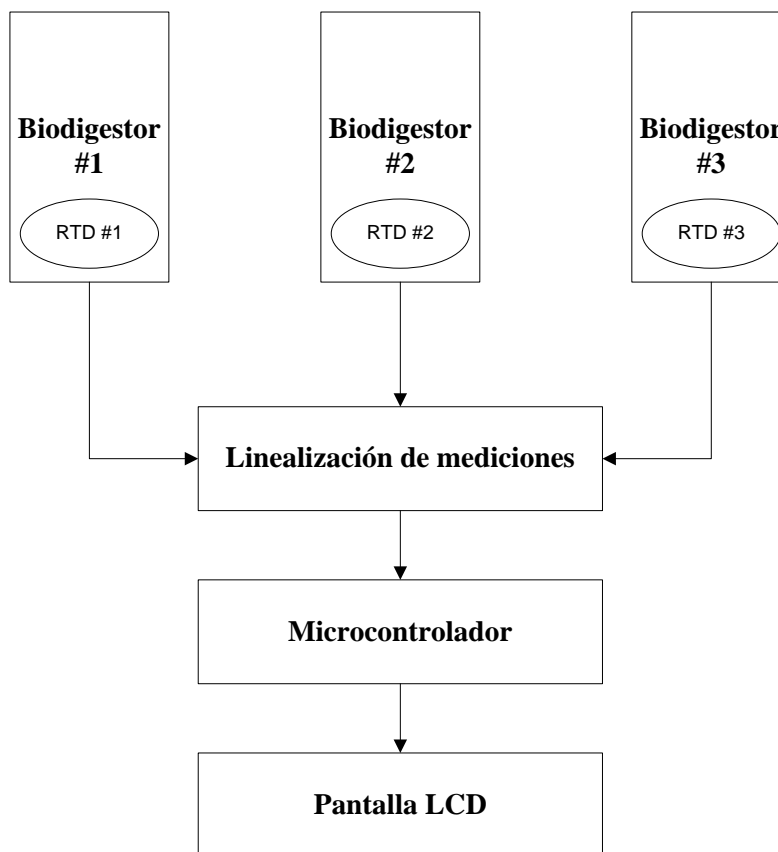 Biodigestor
#1
RTD #1
Biodigestor
#2
RTD #2
Biodigestor
#3
RTD #3
Linealización de mediciones
Microcontrolador
Pantalla LCD